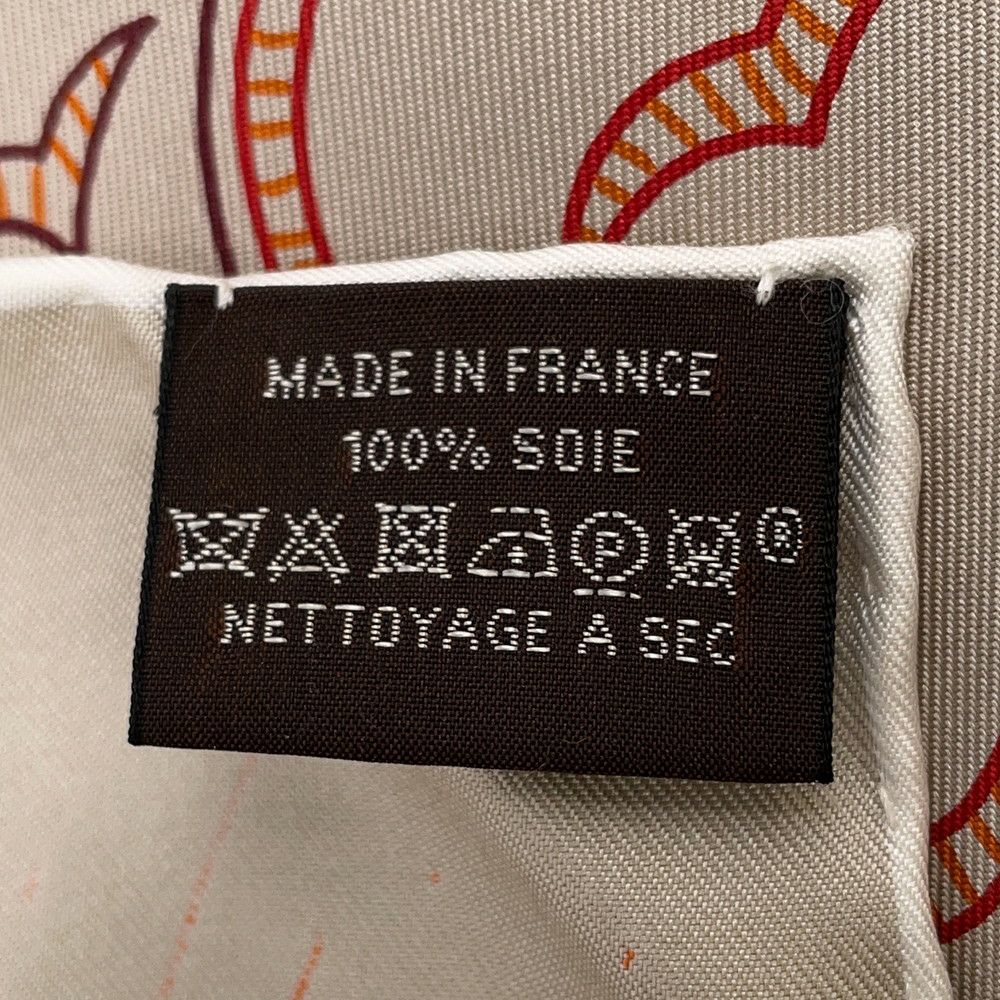 MADE IN FRANCE
100% SOIE
P W ®
NETTOYAGE A SEC